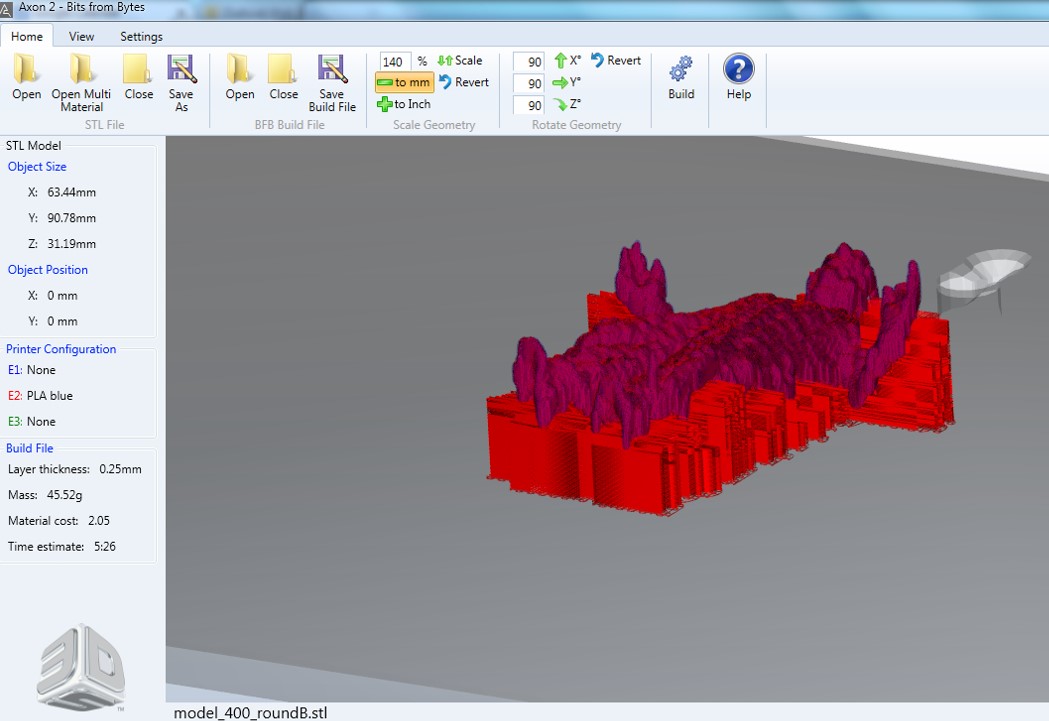 Axon 2 - Bits from Bytes
Home View Settings
140 % Scale 90 X° Revert
to mm Revert 90 Y°
Open Open Multi Material Close Save As Open Close Save Build File to Inch 90 Z° Build Help
STL File BFB Build File Scale Geometry Rotate Geometry
STL Model
Object Size
X: 63.44mm
Y: 90.78mm
Z: 31.19mm
Object Position
X: 0 mm
Y: 0 mm
Printer Configuration
E1: None
E2: PLA blue
E3: None
Build File
Layer thickness: 0.25mm
Mass: 45.52g
Material cost: 2.05
Time estimate: 5:26
3DS
TM
model_400_roundB.stl